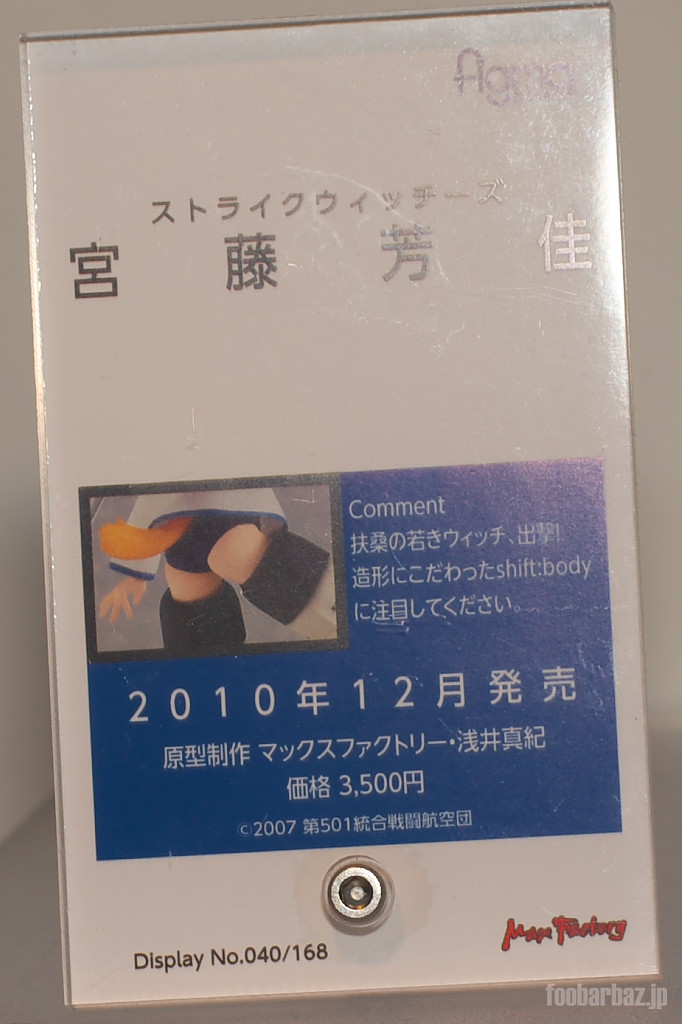 figma
ストライクウィッチーズ
宮藤芳佳
Comment
扶桑の若きウィッチ、出撃!
造形にこだわったshift:body
に注目してください。
2010年12月発売
原型制作 マックスファクトリー・浅井真紀
価格 3,500円
©2007 第501統合戦闘航空団
Max Factory
Display No.040/168
foobarbaz.jp